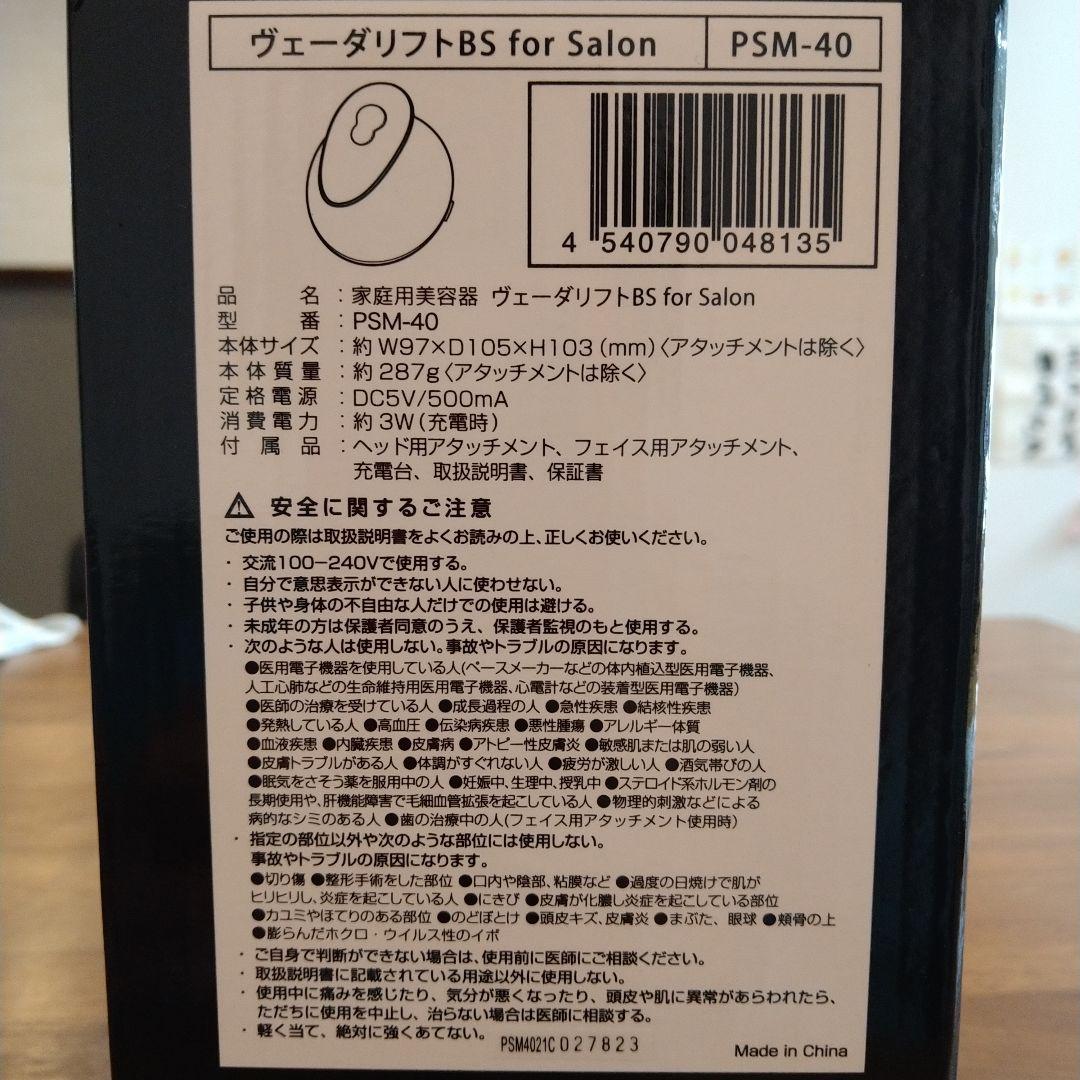 ヴェーダリフトBS for Salon PSM-40
4 540790 048135
品名：家庭用美容器 ヴェーダリフトBS for Salon
型番：PSM-40
本体サイズ：約 W97×D105×H103（mm）〈アタッチメントは除く〉
本体質量：約 287g〈アタッチメントは除く〉
定格電源：DC5V/500mA
消費電力：約 3W（充電時）
付属品：ヘッド用アタッチメント、フェイス用アタッチメント、
充電台、取扱説明書、保証書
⚠ 安全に関するご注意
ご使用の際は取扱説明書をよくお読みの上、正しくお使いください。
・交流100−240Vで使用する。
・自分で意思表示ができない人に使わせない。
・子供や身体の不自由な人だけでの使用は避ける。
・未成年の方は保護者同意のうえ、保護者監視のもと使用する。
・次のような人は使用しない。事故やトラブルの原因になります。
●医用電子機器を使用している人（ペースメーカーなどの体内植込型医用電子機器、
人工心肺などの生命維持用医用電子機器、心電計などの装着型医用電子機器）
●医師の治療を受けている人 ●成長過程の人 ●急性疾患 ●結核性疾患
●発熱している人 ●高血圧 ●伝染病疾患 ●悪性腫瘍 ●アレルギー体質
●血液疾患 ●内臓疾患 ●皮膚病 ●アトピー性皮膚炎 ●敏感肌または肌の弱い人
●皮膚トラブルがある人 ●体調がすぐれない人 ●疲労が激しい人 ●酒気帯びの人
●眠気をさそう薬を服用中の人 ●妊娠中、生理中、授乳中 ●ステロイド系ホルモン剤の
長期使用や、肝機能障害で毛細血管拡張を起こしている人 ●物理的刺激などによる
病的なシミのある人 ●歯の治療中の人（フェイス用アタッチメント使用時）
・指定の部位以外や次のような部位には使用しない。
事故やトラブルの原因になります。
●切り傷 ●整形手術をした部位 ●口内や陰部、粘膜など ●過度の日焼けで肌が
ヒリヒリし、炎症を起こしている人 ●にきび ●皮膚が化膿し炎症を起こしている部位
●カユミやほてりのある部位 ●のどぼとけ ●頭皮キズ、皮膚炎 ●まぶた、眼球 ●頬骨の上
●膨らんだホクロ・ウイルス性のイボ
・ご自身で判断ができない場合は、使用前に医師にご相談ください。
・取扱説明書に記載されている用途以外に使用しない。
・使用中に痛みを感じたり、気分が悪くなったり、頭皮や肌に異常があらわれたら、
ただちに使用を中止し、治らない場合は医師に相談する。
・軽く当て、絶対に強くあてない。
PSM4021C 027823
Made in China